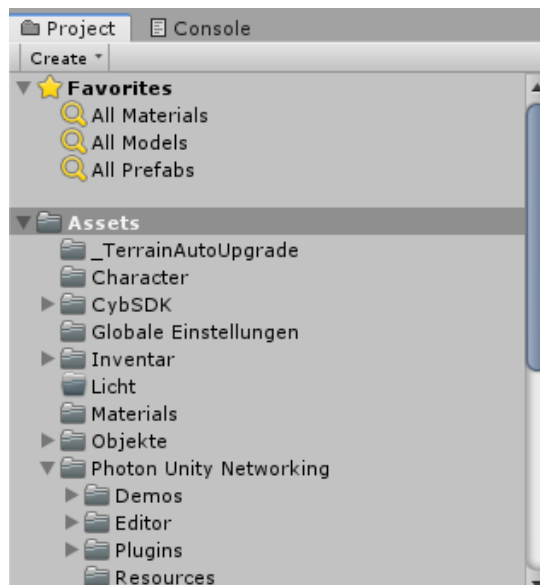 Project Console
Create
Favorites
All Materials
All Models
All Prefabs
Assets
_TerrainAutoUpgrade
Character
CybSDK
Globale Einstellungen
Inventar
Licht
Materials
Objekte
Photon Unity Networking
Demos
Editor
Plugins
Resources